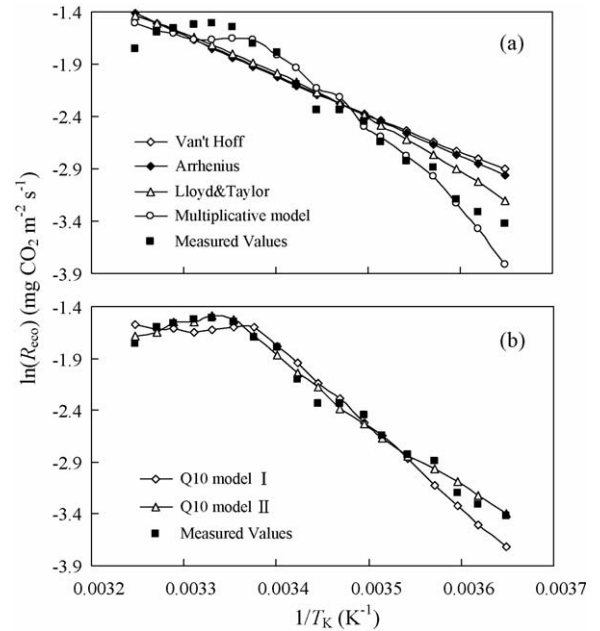 -1.4
(a)
-1.9
-2.4
Van't Hoff
-2.9
Arrhenius
Lloyd&Taylor
-3.4
Multiplicative model
Measured Values
-3.9
ln(Reco) (mg CO2 m-2 s-1)
-1.4
(b)
-1.9
-2.4
-2.9
Q10 model Ⅰ
Q10 model Ⅱ
-3.4
Measured Values
-3.9
0.0032 0.0033 0.0034 0.0035 0.0036 0.0037
1/TK (K-1)